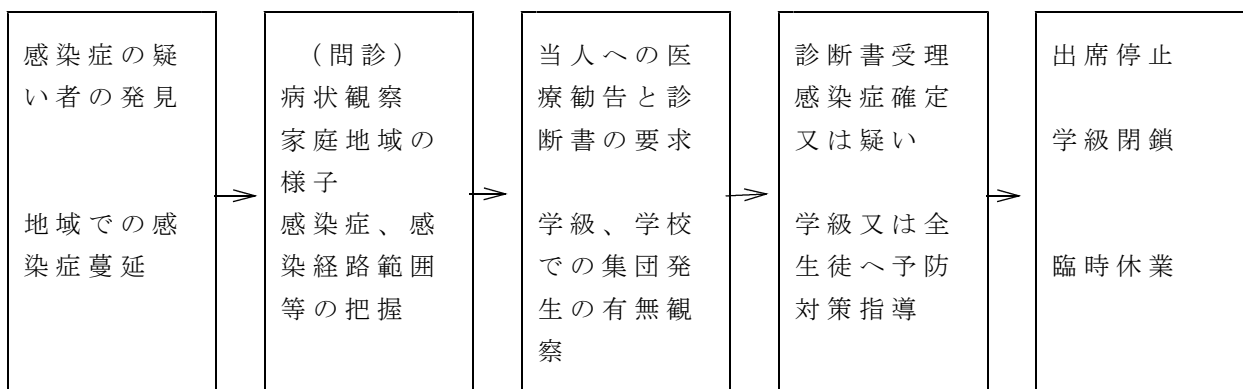 感染症の疑
い者の発見
地域での感
染症蔓延
（問診）
病状観察
家庭地域の
様子
感染症、感
染経路範囲
等の把握
当人への医
療勧告と診
断書の要求
学級、学校
での集団発
生の有無観
察
診断書受理
感染症確定
又は疑い
学級又は全
生徒へ予防
対策指導
出席停止
学級閉鎖
臨時休業